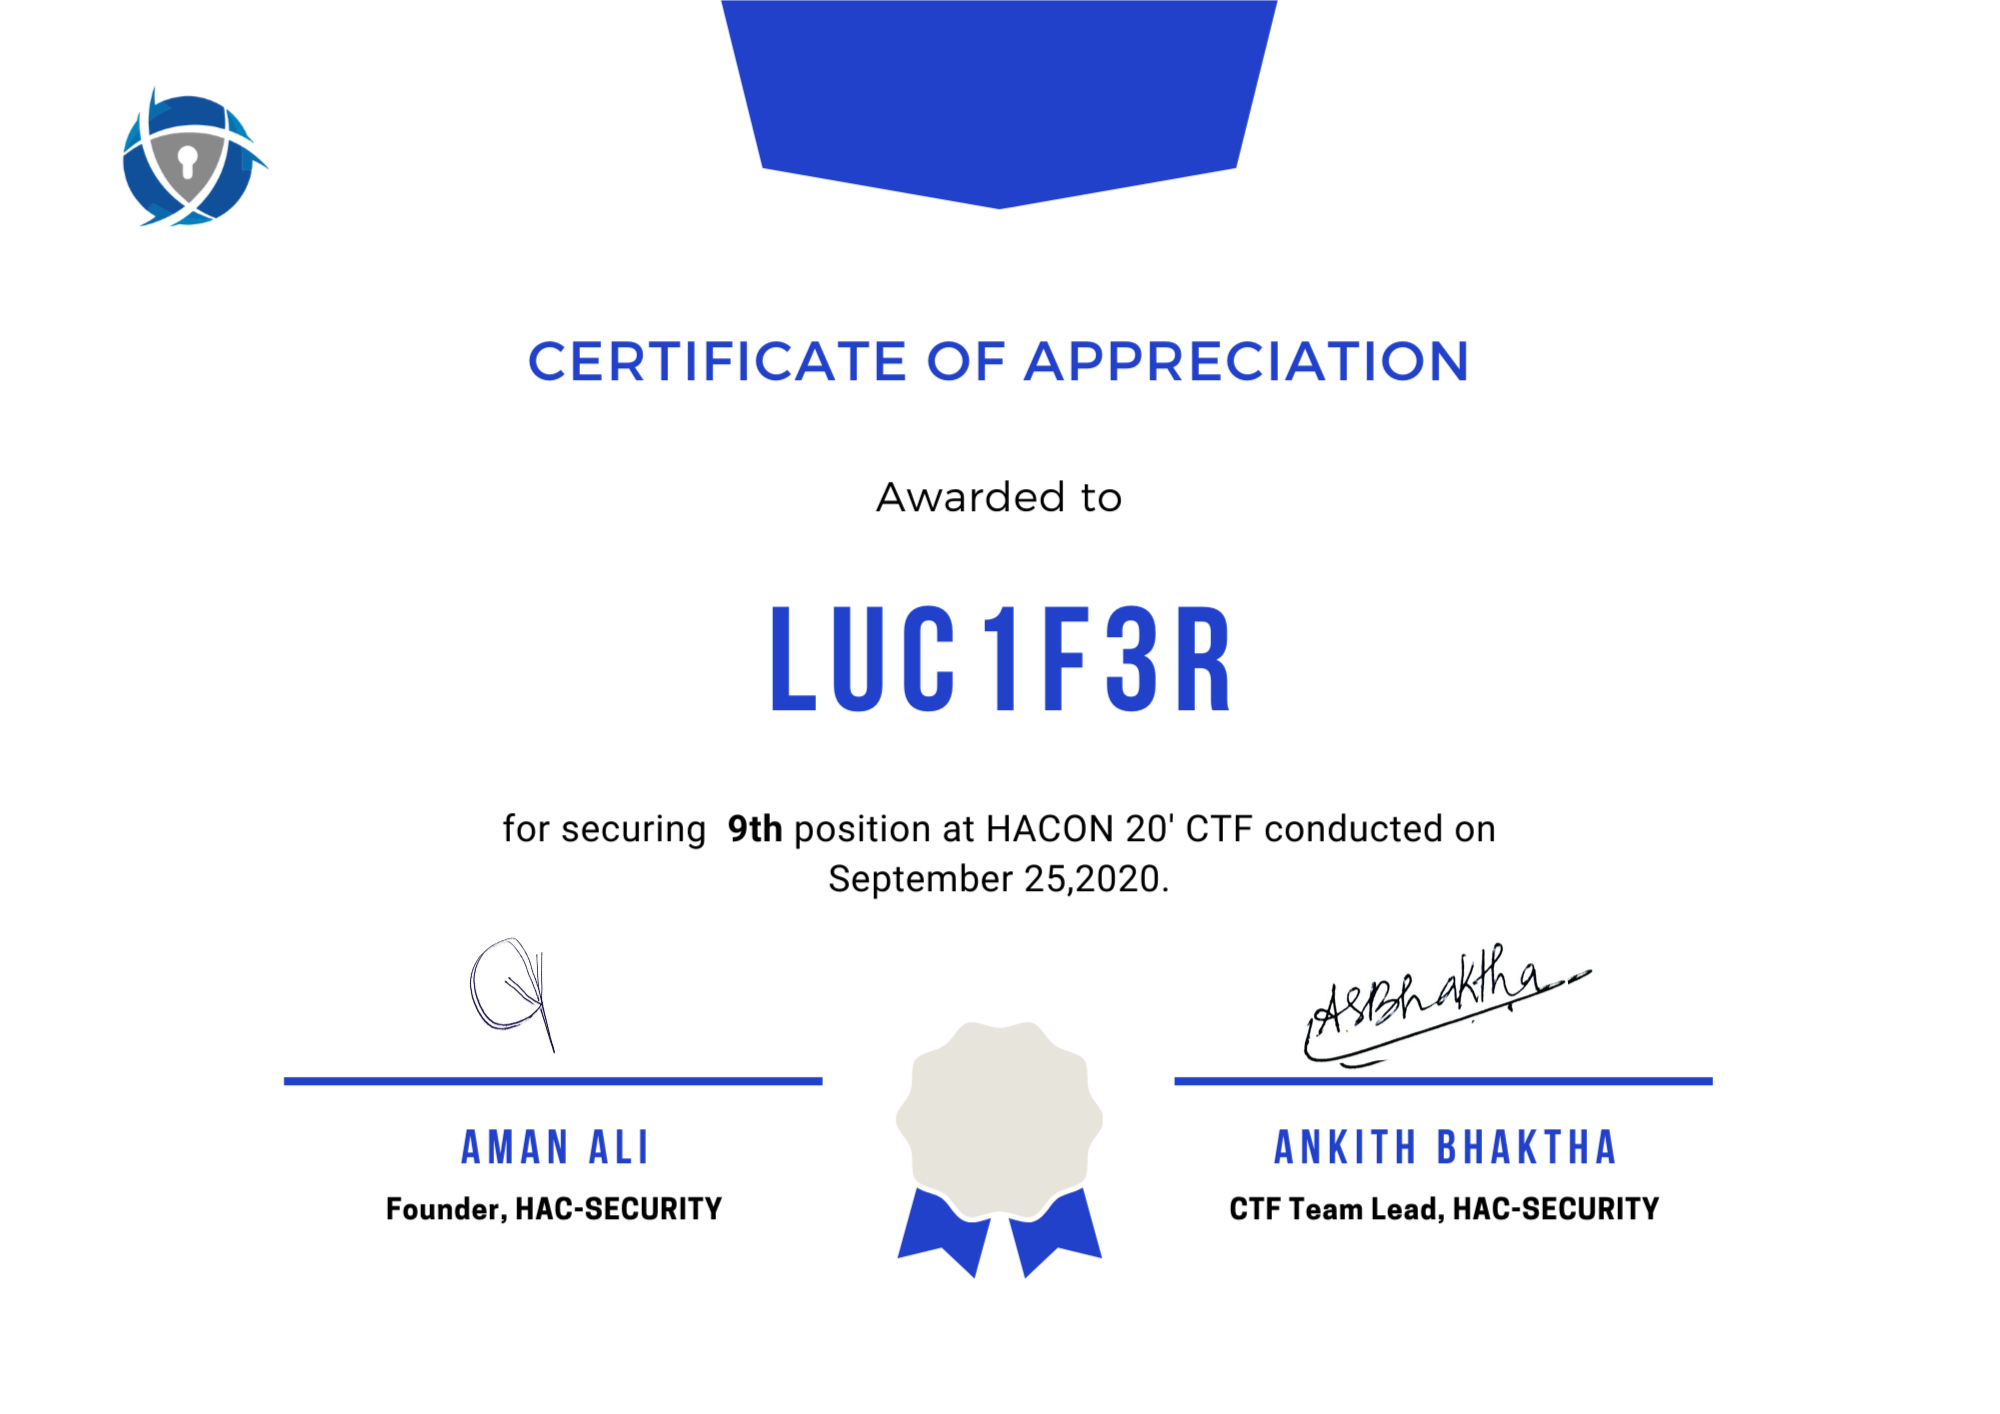 CERTIFICATE OF APPRECIATION
Awarded to
LUC1F3R
for securing  9th position at HACON 20' CTF conducted on
September 25,2020.
ASBhaktha
AMAN ALI
ANKITH BHAKTHA
Founder, HAC-SECURITY
CTF Team Lead, HAC-SECURITY